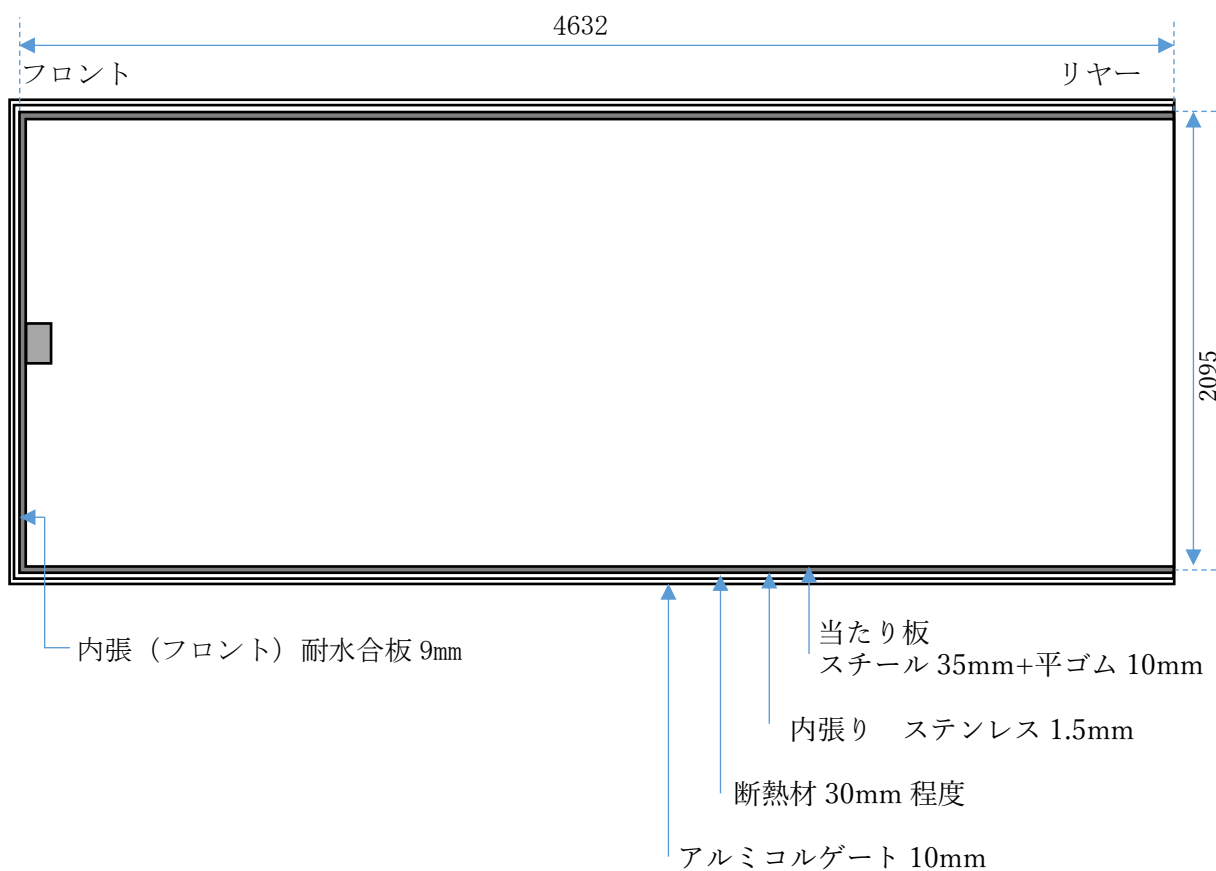 4632
フロント
リヤー
2095
内張（フロント）耐水合板 9㎜
当たり板
スチール 35mm+平ゴム 10mm
内張り　ステンレス 1.5mm
断熱材 30mm 程度
アルミコルゲート 10mm